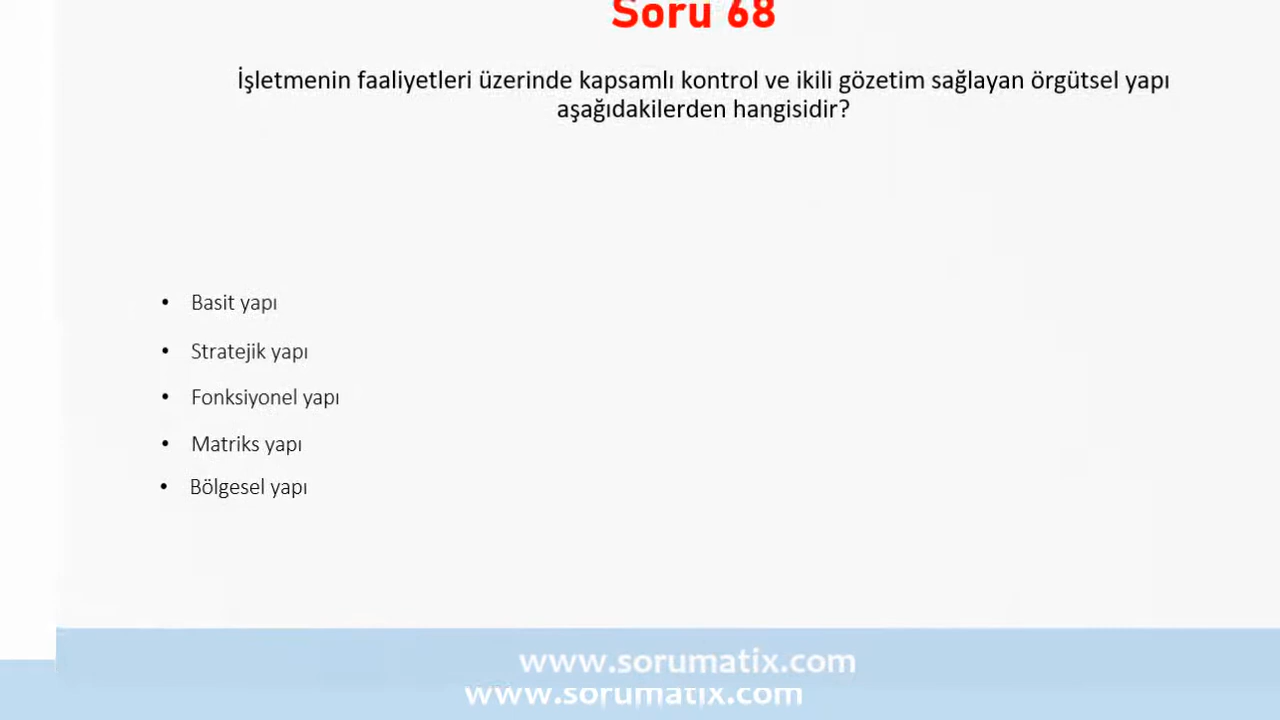 Soru 68
İşletmenin faaliyetleri üzerinde kapsamlı kontrol ve ikili gözetim sağlayan örgütsel yapı
aşağıdakilerden hangisidir?
• Basit yapı
• Stratejik yapı
• Fonksiyonel yapı
• Matriks yapı
• Bölgesel yapı
www.sorumatix.com
www.sorumatix.com